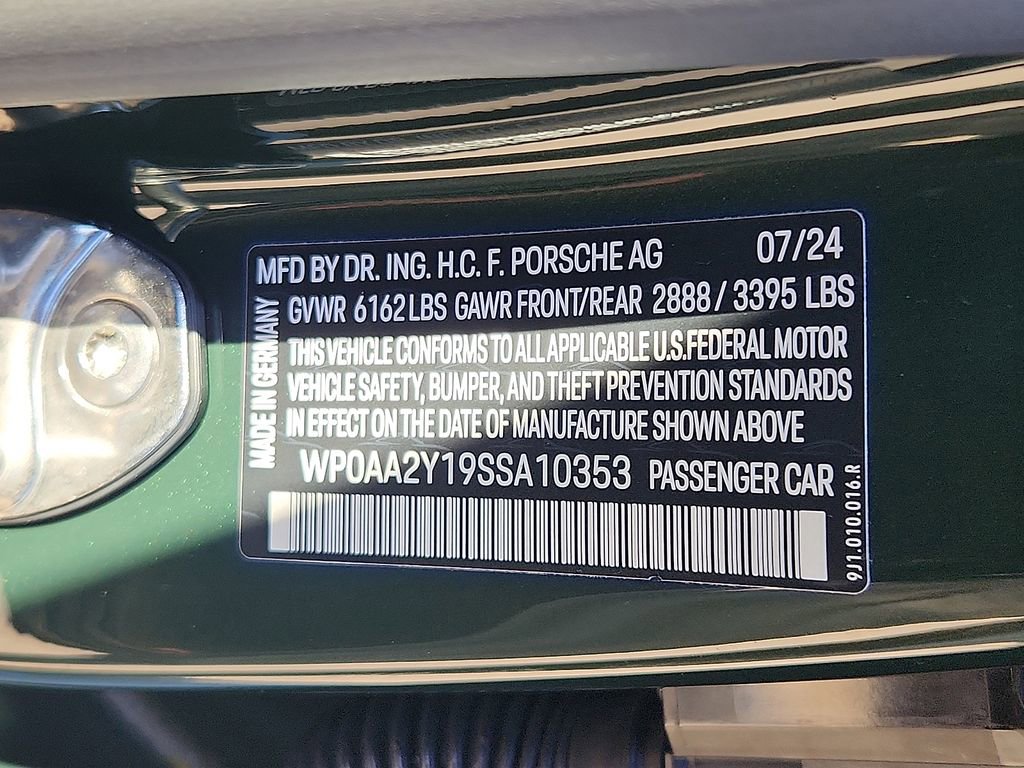 MFD BY DR. ING. H.C. F. PORSCHE AG 07/24
GVWR 6162 LBS GAWR FRONT/REAR 2888 / 3395 LBS
THIS VEHICLE CONFORMS TO ALL APPLICABLE U.S.FEDERAL MOTOR
VEHICLE SAFETY, BUMPER, AND THEFT PREVENTION STANDARDS
IN EFFECT ON THE DATE OF MANUFACTURE SHOWN ABOVE
WP0AA2Y19SSA10353 PASSENGER CAR
MADE IN GERMANY
9J1.010.016.R